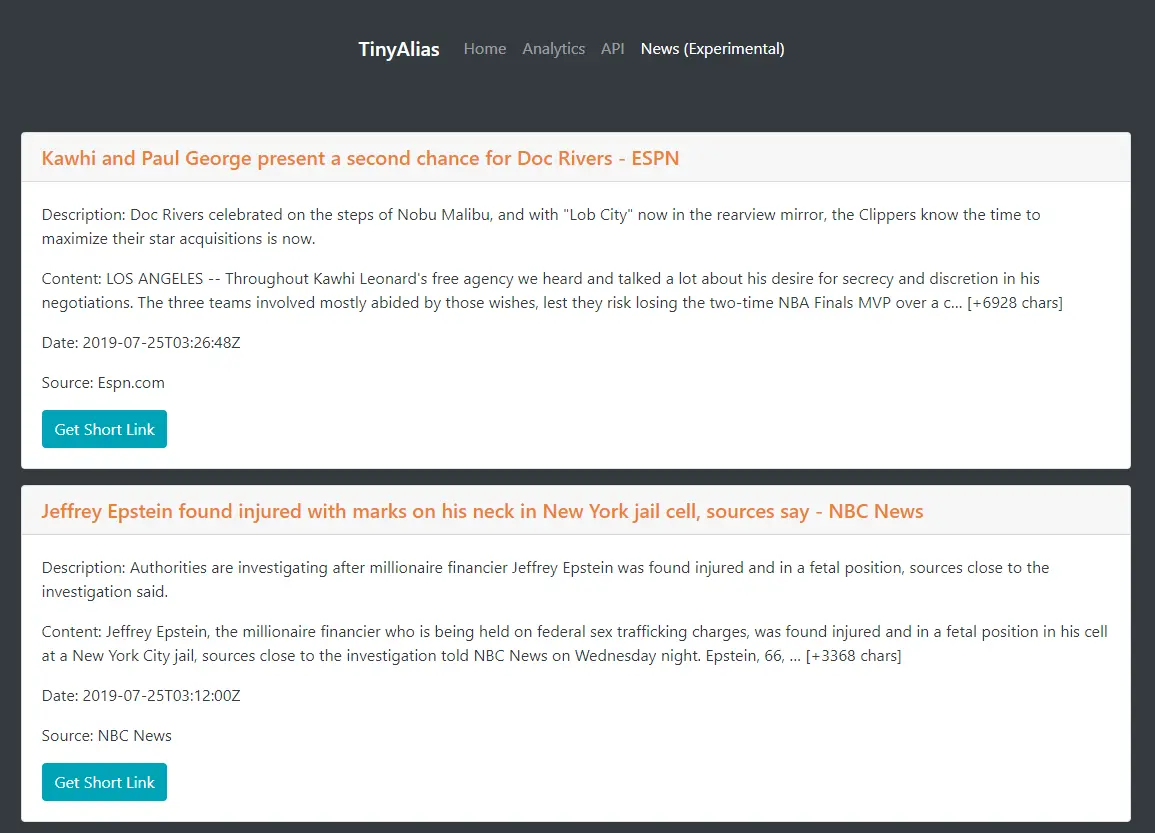 TinyAlias Home Analytics API News (Experimental)
Kawhi and Paul George present a second chance for Doc Rivers - ESPN
Description: Doc Rivers celebrated on the steps of Nobu Malibu, and with "Lob City" now in the rearview mirror, the Clippers know the time to
maximize their star acquisitions is now.
Content: LOS ANGELES -- Throughout Kawhi Leonard's free agency we heard and talked a lot about his desire for secrecy and discretion in his
negotiations. The three teams involved mostly abided by those wishes, lest they risk losing the two-time NBA Finals MVP over a c... [+6928 chars]
Date: 2019-07-25T03:26:48Z
Source: Espn.com
Get Short Link
Jeffrey Epstein found injured with marks on his neck in New York jail cell, sources say - NBC News
Description: Authorities are investigating after millionaire financier Jeffrey Epstein was found injured and in a fetal position, sources close to the
investigation said.
Content: Jeffrey Epstein, the millionaire financier who is being held on federal sex trafficking charges, was found injured and in a fetal position in his cell
at a New York City jail, sources close to the investigation told NBC News on Wednesday night. Epstein, 66, ... [+3368 chars]
Date: 2019-07-25T03:12:00Z
Source: NBC News
Get Short Link